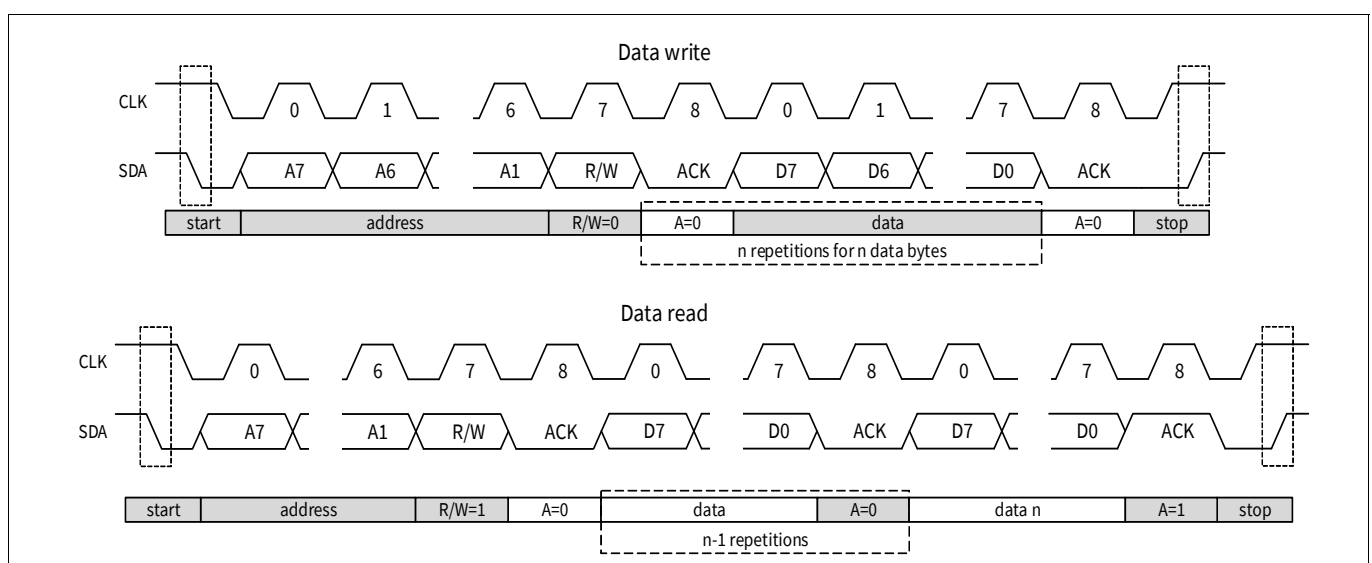 Data write
CLK 0 1 6 7 8 0 1 7 8
SDA A7 A6 A1 R/W ACK D7 D6 D0 ACK
start address R/W=0 A=0 data A=0 stop
n repetitions for n data bytes
Data read
CLK 0 6 7 8 0 7 8 0 7 8
SDA A7 A1 R/W ACK D7 D0 ACK D7 D0 ACK
start address R/W=1 A=0 data A=0 data n A=1 stop
n-1 repetitions